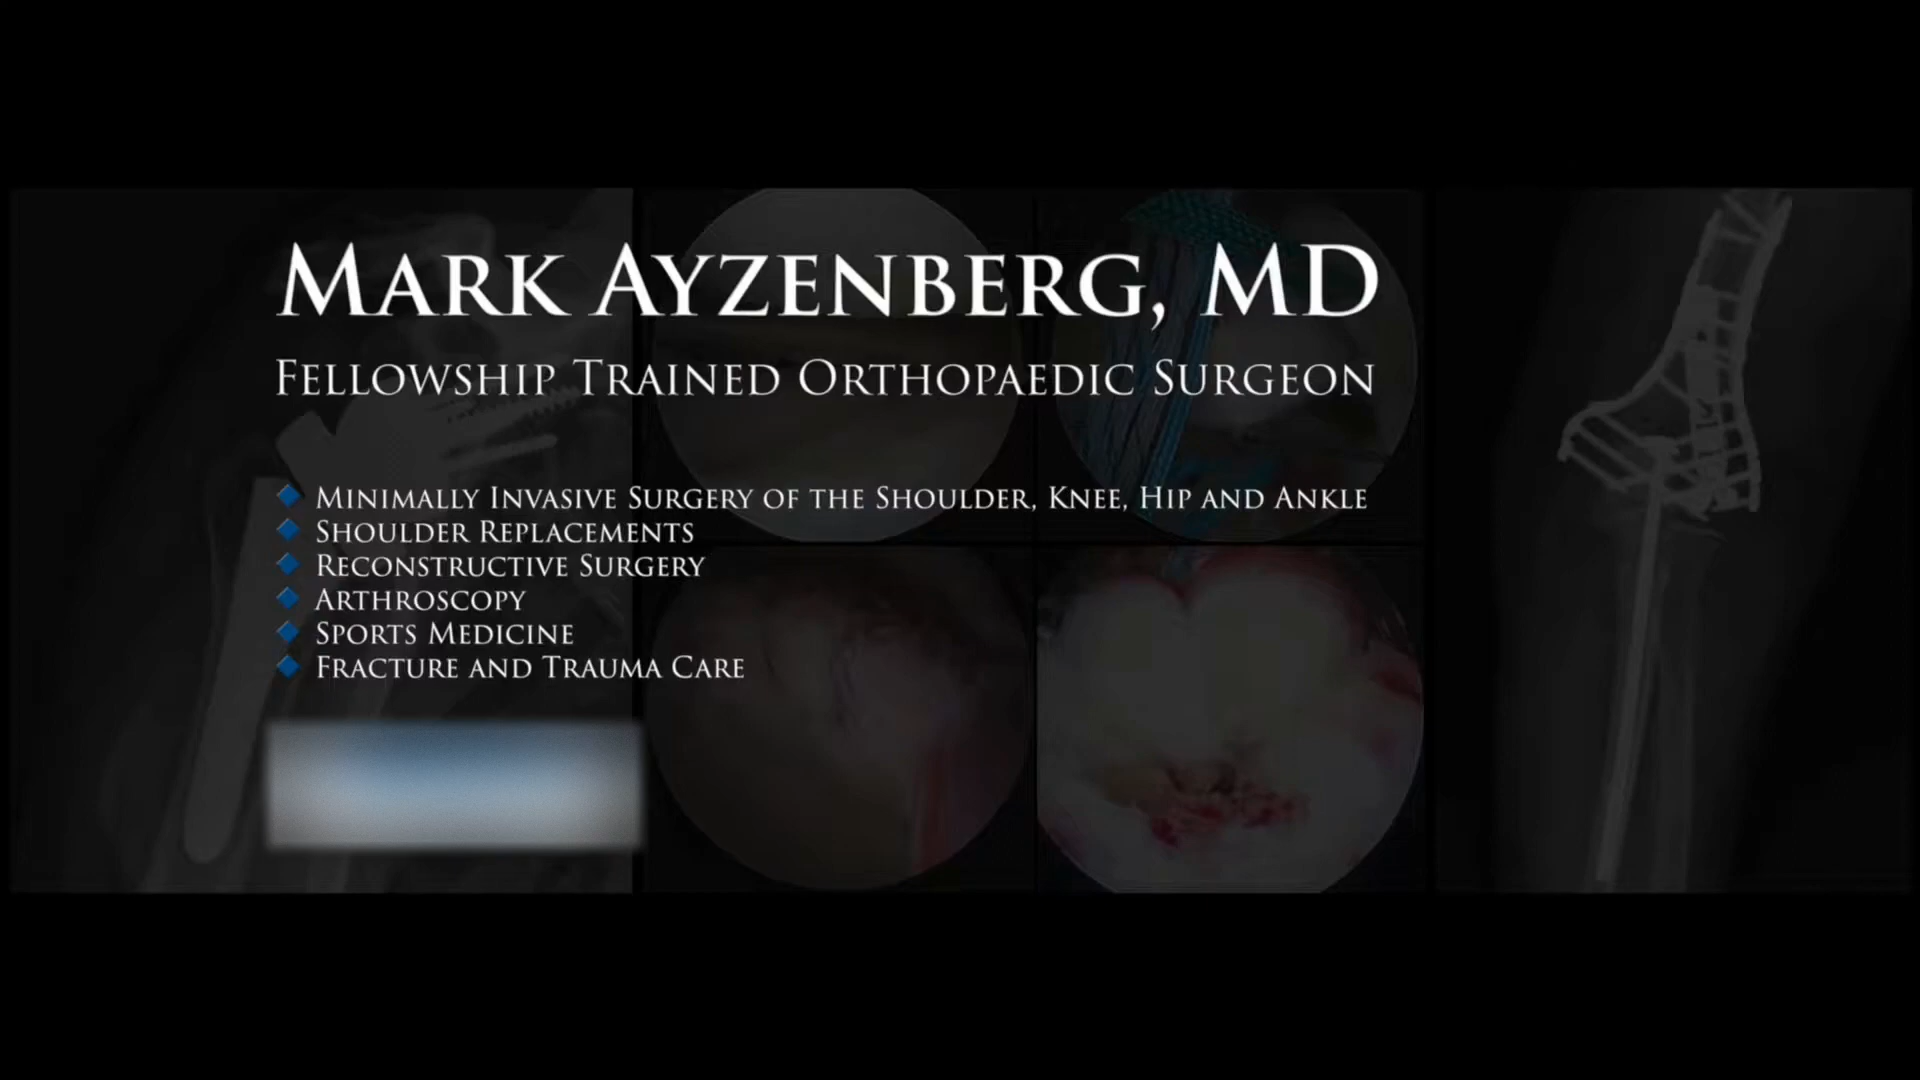 Mark Ayzenberg, MD
Fellowship Trained Orthopaedic Surgeon
Minimally Invasive Surgery of the Shoulder, Knee, Hip and Ankle
Shoulder Replacements
Reconstructive Surgery
Arthroscopy
Sports Medicine
Fracture and Trauma Care